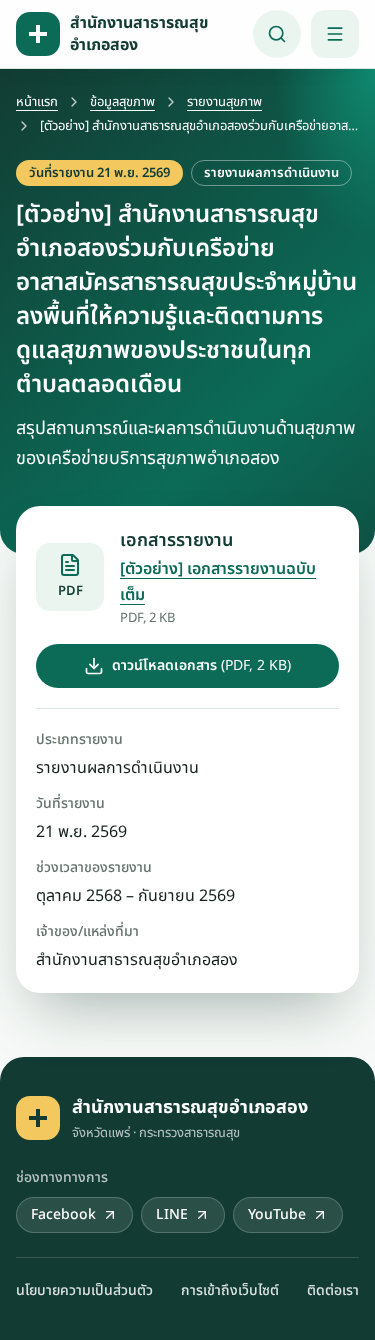 สำนักงานสาธารณสุข
อำเภอสอง
หน้าแรก
ข้อมูลสุขภาพ
รายงานสุขภาพ
[ตัวอย่าง] สำนักงานสาธารณสุขอำเภอสองร่วมกับเครือข่ายอาส...
วันที่รายงาน 21 พ.ย. 2569
รายงานผลการดำเนินงาน
[ตัวอย่าง] สำนักงานสาธารณสุข
อำเภอสองร่วมกับเครือข่าย
อาสาสมัครสาธารณสุขประจำหมู่บ้าน
ลงพื้นที่ให้ความรู้และติดตามการ
ดูแลสุขภาพของประชาชนในทุก
ตำบลตลอดเดือน
สรุปสถานการณ์และผลการดำเนินงานด้านสุขภาพ
ของเครือข่ายบริการสุขภาพอำเภอสอง
เอกสารรายงาน
[ตัวอย่าง] เอกสารรายงานฉบับ
เต็ม
PDF
PDF, 2 KB
ดาวน์โหลดเอกสาร (PDF, 2 KB)
ประเภทรายงาน
รายงานผลการดำเนินงาน
วันที่รายงาน
21 พ.ย. 2569
ช่วงเวลาของรายงาน
ตุลาคม 2568 – กันยายน 2569
เจ้าของ/แหล่งที่มา
สำนักงานสาธารณสุขอำเภอสอง
สำนักงานสาธารณสุขอำเภอสอง
จังหวัดแพร่ · กระทรวงสาธารณสุข
ช่องทางทางการ
Facebook
LINE
YouTube
นโยบายความเป็นส่วนตัว
การเข้าถึงเว็บไซต์
ติดต่อเรา